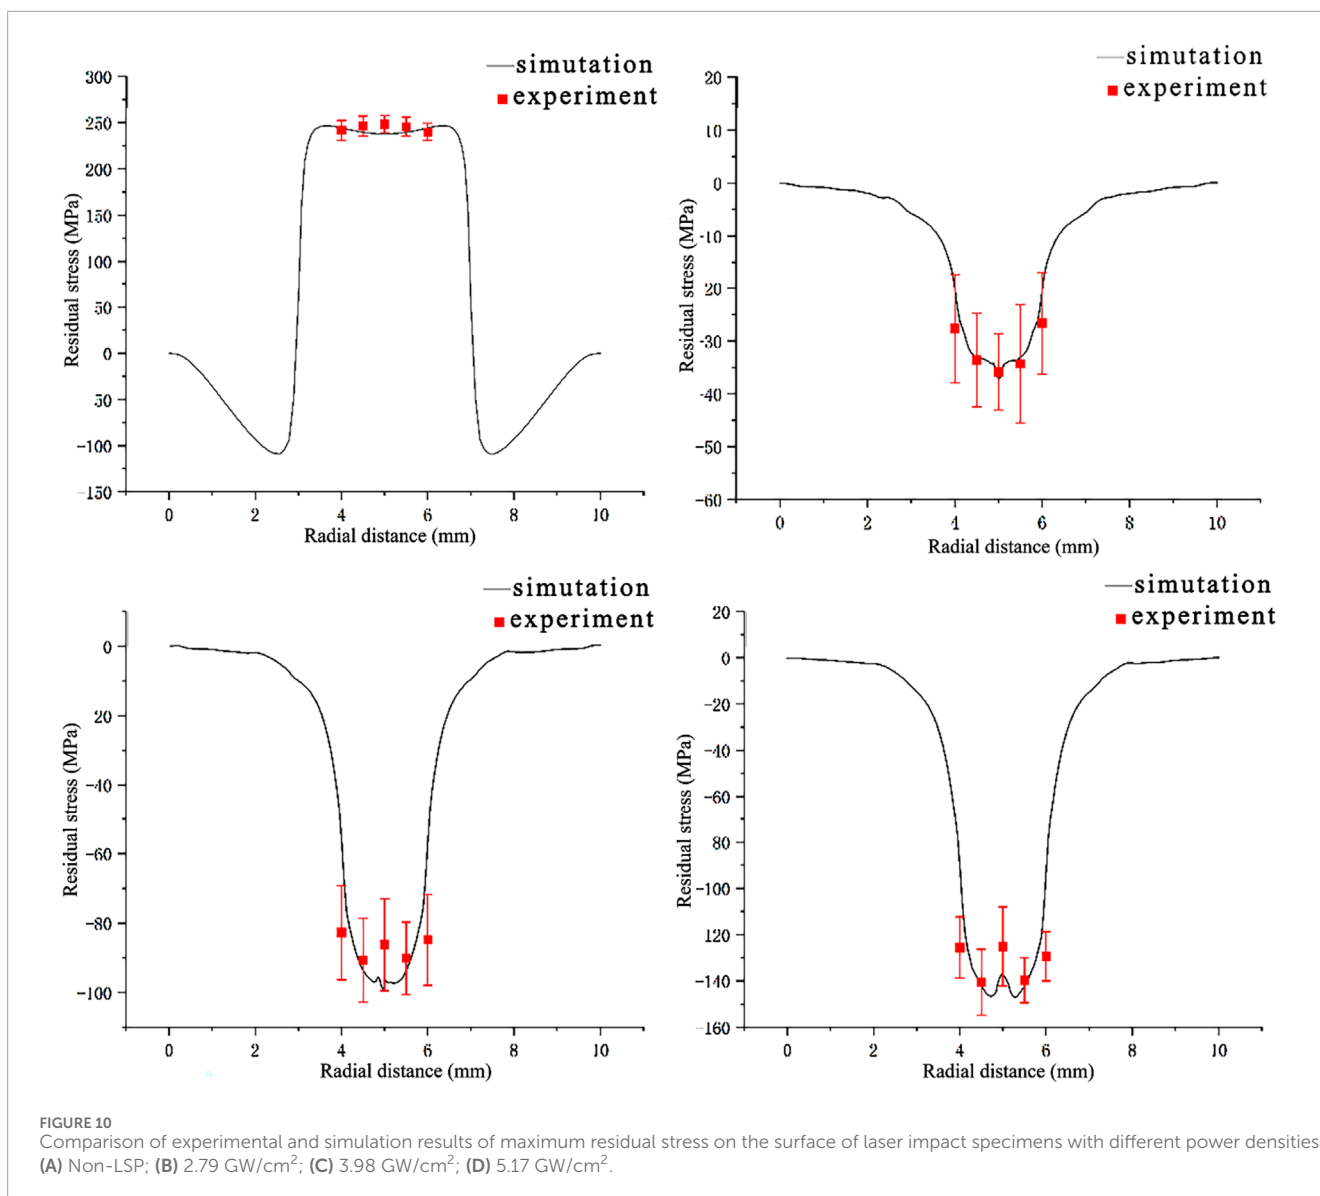 simutation
experiment
300
250
200
150
100
50
0
50
−100
−150
Residual stress (MPa)
0 2 4 6 8 10
Radial distance (mm)
simutation
experiment
20
10
0
-10
20
−30
−40
−50
−60
Residual stress (MPa)
0 2 4 6 8 10
Radial distance (mm)
simutation
experiment
0
20
−40
−60
−80
−100
Residual stress (MPa)
0 2 4 6 8 10
Radial distance (mm)
simutation
experiment
20
0
−20
−40
−60
80
−100
120
−140
−160
Residual stress (MPa)
0 2 4 6 8 10
Radial distance (mm)
FIGURE 10
Comparison of experimental and simulation results of maximum residual stress on the surface of laser impact specimens with different power densities
(A) Non-LSP; (B) 2.79 GW/cm²; (C) 3.98 GW/cm²; (D) 5.17 GW/cm².